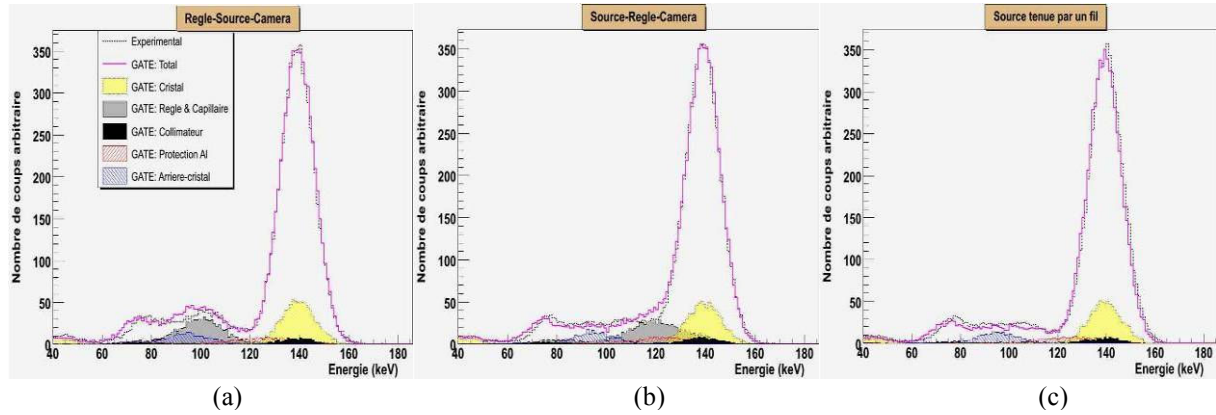 Regle-Source-Camera
Nombre de coups arbitraire
350
300
250
200
150
100
50
0
Experimental
GATE: Total
GATE: Cristal
GATE: Regle & Capillaire
GATE: Collimateur
GATE: Protection Al
GATE: Arriere-cristal
40 60 80 100 120 140 160 180
Energie (keV)
(a)
Source-Regle-Camera
Nombre de coups arbitraire
350
300
250
200
150
100
50
0
40 60 80 100 120 140 160 180
Energie (keV)
(b)
Source tenue par un fil
Nombre de coups arbitraire
350
300
250
200
150
100
50
0
40 60 80 100 120 140 160 180
Energie (keV)
(c)